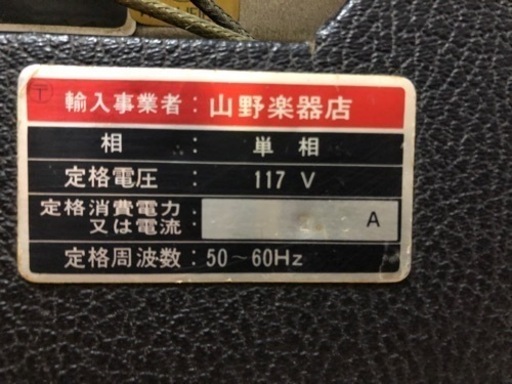 〒 輸入事業者：山野楽器店
相 ： 単相
定格電圧 ： 117 V
定格消費電力
又は電流： A
定格周波数：50～60Hz